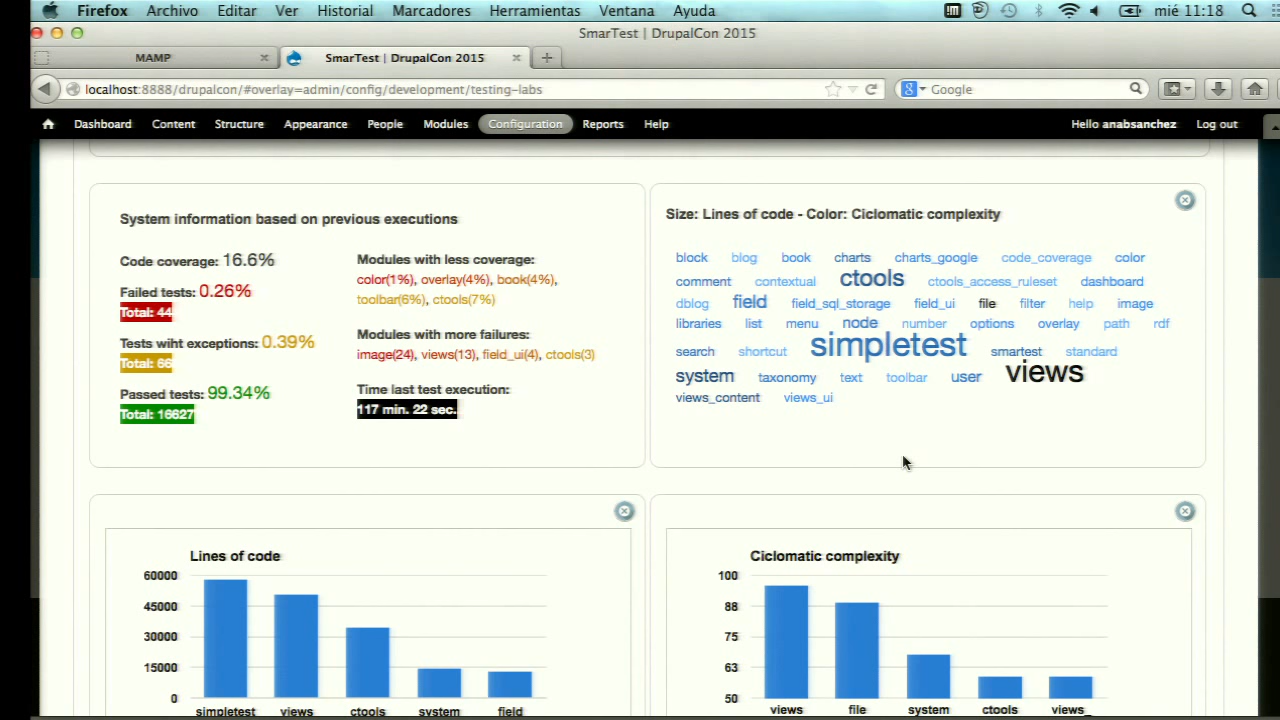 Firefox Archivo Editar Ver Historial Marcadores Herramientas Ventana Ayuda mié 11:18
SmarTest | DrupalCon 2015
MAMP SmarTest | DrupalCon 2015
localhost:8888/drupalcon/#overlay=admin/config/development/testing-labs Google
Dashboard Content Structure Appearance People Modules Configuration Reports Help Hello anabsanchez Log out
System information based on previous executions
Code coverage: 16.6%
Failed tests: 0.26%
Total: 44
Tests wiht exceptions: 0.39%
Total: 66
Passed tests: 99.34%
Total: 16627
Modules with less coverage:
color(1%), overlay(4%), book(4%),
toolbar(6%), ctools(7%)
Modules with more failures:
image(24), views(13), field_ui(4), ctools(3)
Time last test execution:
117 min. 22 sec.
Size: Lines of code - Color: Ciclomatic complexity
block blog book charts charts_google code_coverage color
comment contextual ctools ctools_access_ruleset dashboard
dblog field field_sql_storage field_ui file filter help image
libraries list menu node number options overlay path rdf
search shortcut simpletest smartest standard
system taxonomy text toolbar user views
views_content views_ui
Lines of code
60000
45000
30000
15000
0
simpletest views ctools system field
Ciclomatic complexity
100
88
75
63
50
views file system ctools views_